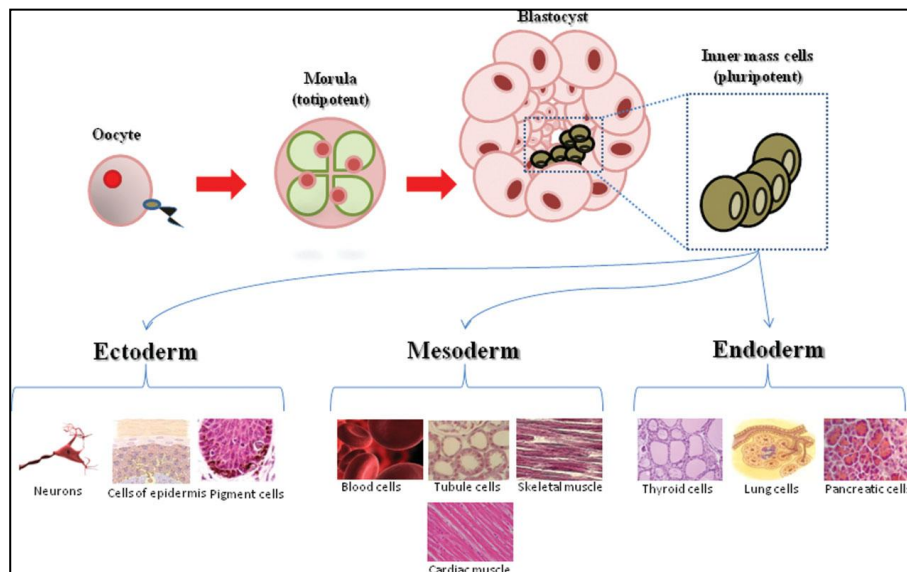 Blastocyst
Inner mass cells
(pluripotent)
Morula
(totipotent)
Oocyte
Ectoderm
Mesoderm
Endoderm
Neurons
Cells of epidermis
Pigment cells
Blood cells
Tubule cells
Skeletal muscle
Thyroid cells
Lung cells
Pancreatic cells
Cardiac muscle